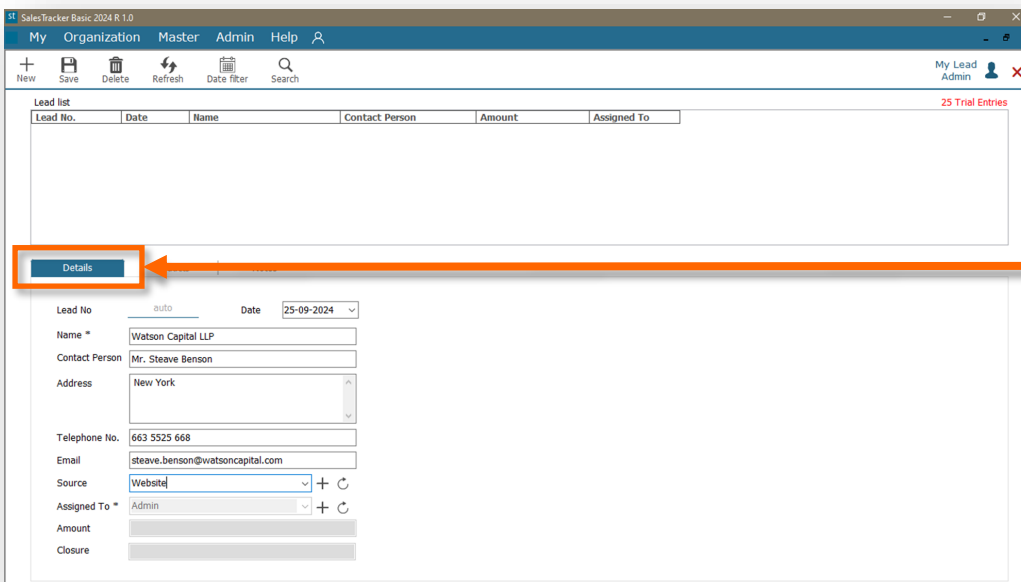 st SalesTracker Basic 2024 R 1.0
My Organization Master Admin Help
New Save Delete Refresh Date filter Search
My Lead
Admin
Lead list 25 Trial Entries
Lead No. Date Name Contact Person Amount Assigned To
Details
Lead No auto Date 25-09-2024
Name * Watson Capital LLP
Contact Person Mr. Steave Benson
Address New York
Telephone No. 663 5525 668
Email steave.benson@watsoncapital.com
Source Website
Assigned To * Admin
Amount
Closure